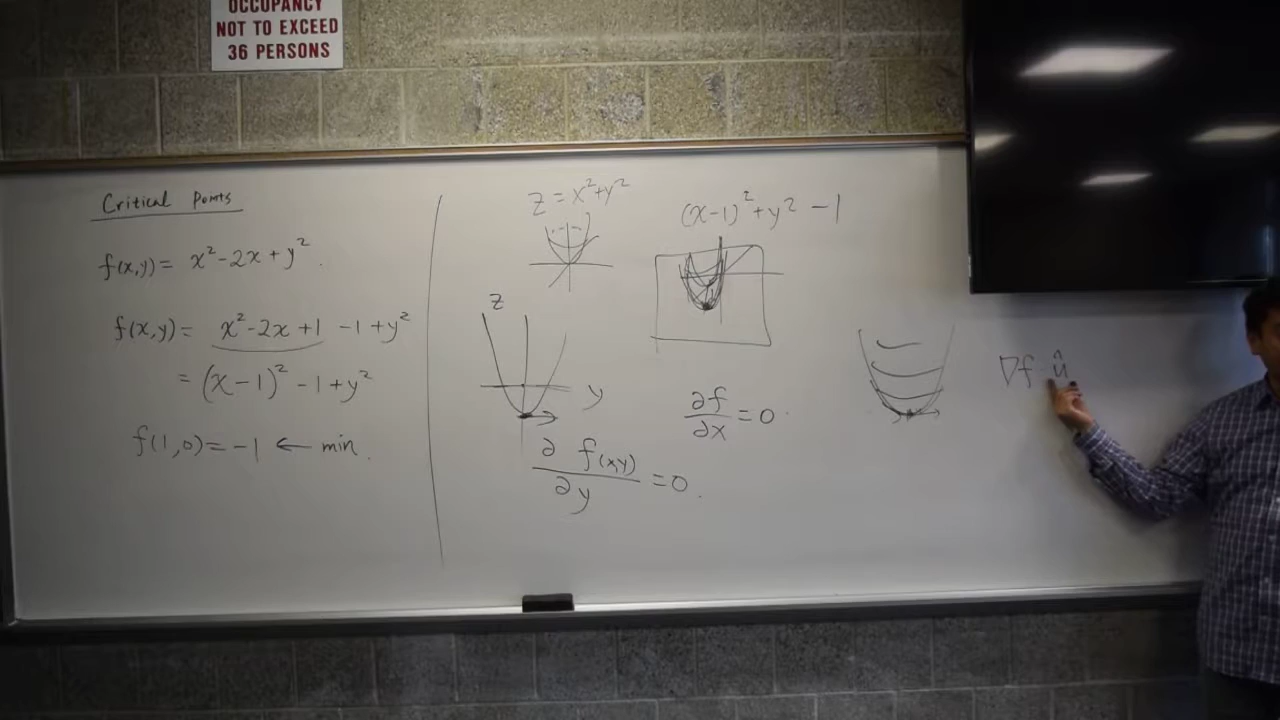 OCCUPANCY
NOT TO EXCEED
36 PERSONS
Critical Points
f(x,y) = x² - 2x + y².
f(x,y) = x² - 2x + 1 - 1 + y²
= (x - 1)² - 1 + y²
f(1,0) = -1 ← min.
z = x² + y²
(x-1)² + y² - 1
z
y
∂f/∂x = 0
∂f(x,y)/∂y = 0.
∇f · û